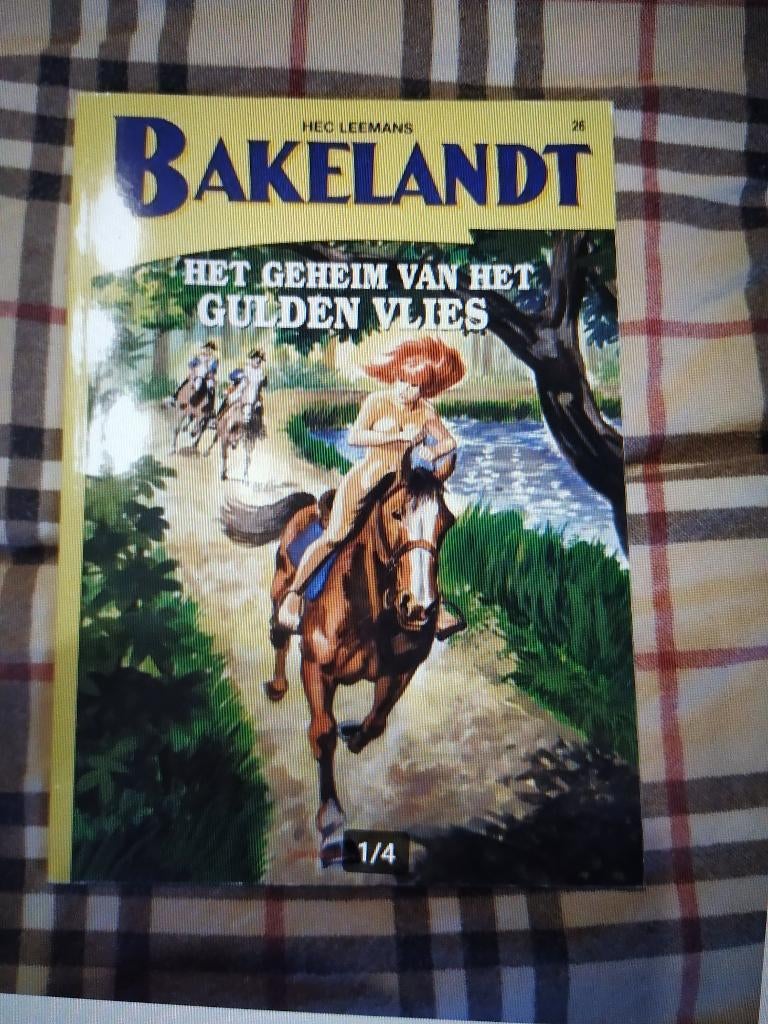 HEC LEEMANS
26
BAKELANDT
HET GEHEIM VAN HET
GULDEN VLIES
1/4